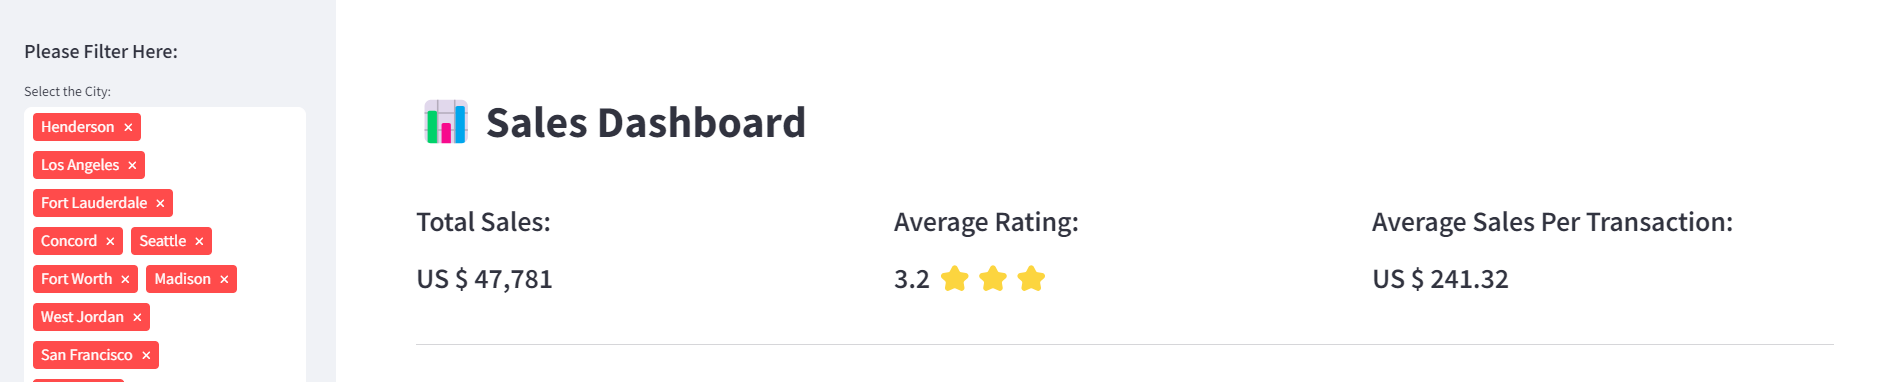 Please Filter Here:
Select the City:
Henderson ×
Los Angeles ×
Fort Lauderdale ×
Concord × Seattle ×
Fort Worth × Madison ×
West Jordan ×
San Francisco ×
Sales Dashboard
Total Sales:
US $ 47,781
Average Rating:
3.2
Average Sales Per Transaction:
US $ 241.32